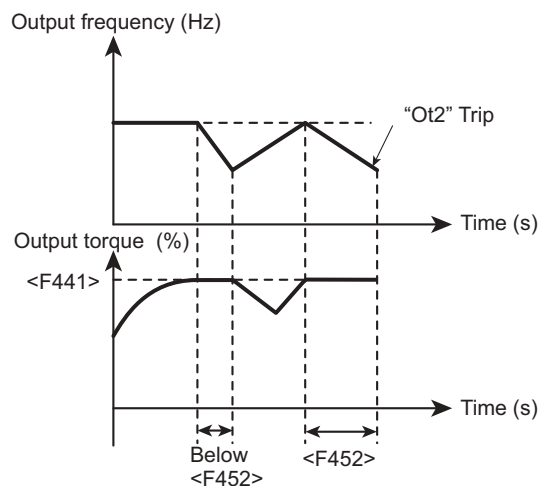 Output frequency (Hz)
“Ot2” Trip
Time (s)
Output torque (%)
<F441>
Time (s)
Below
<F452>
<F452>